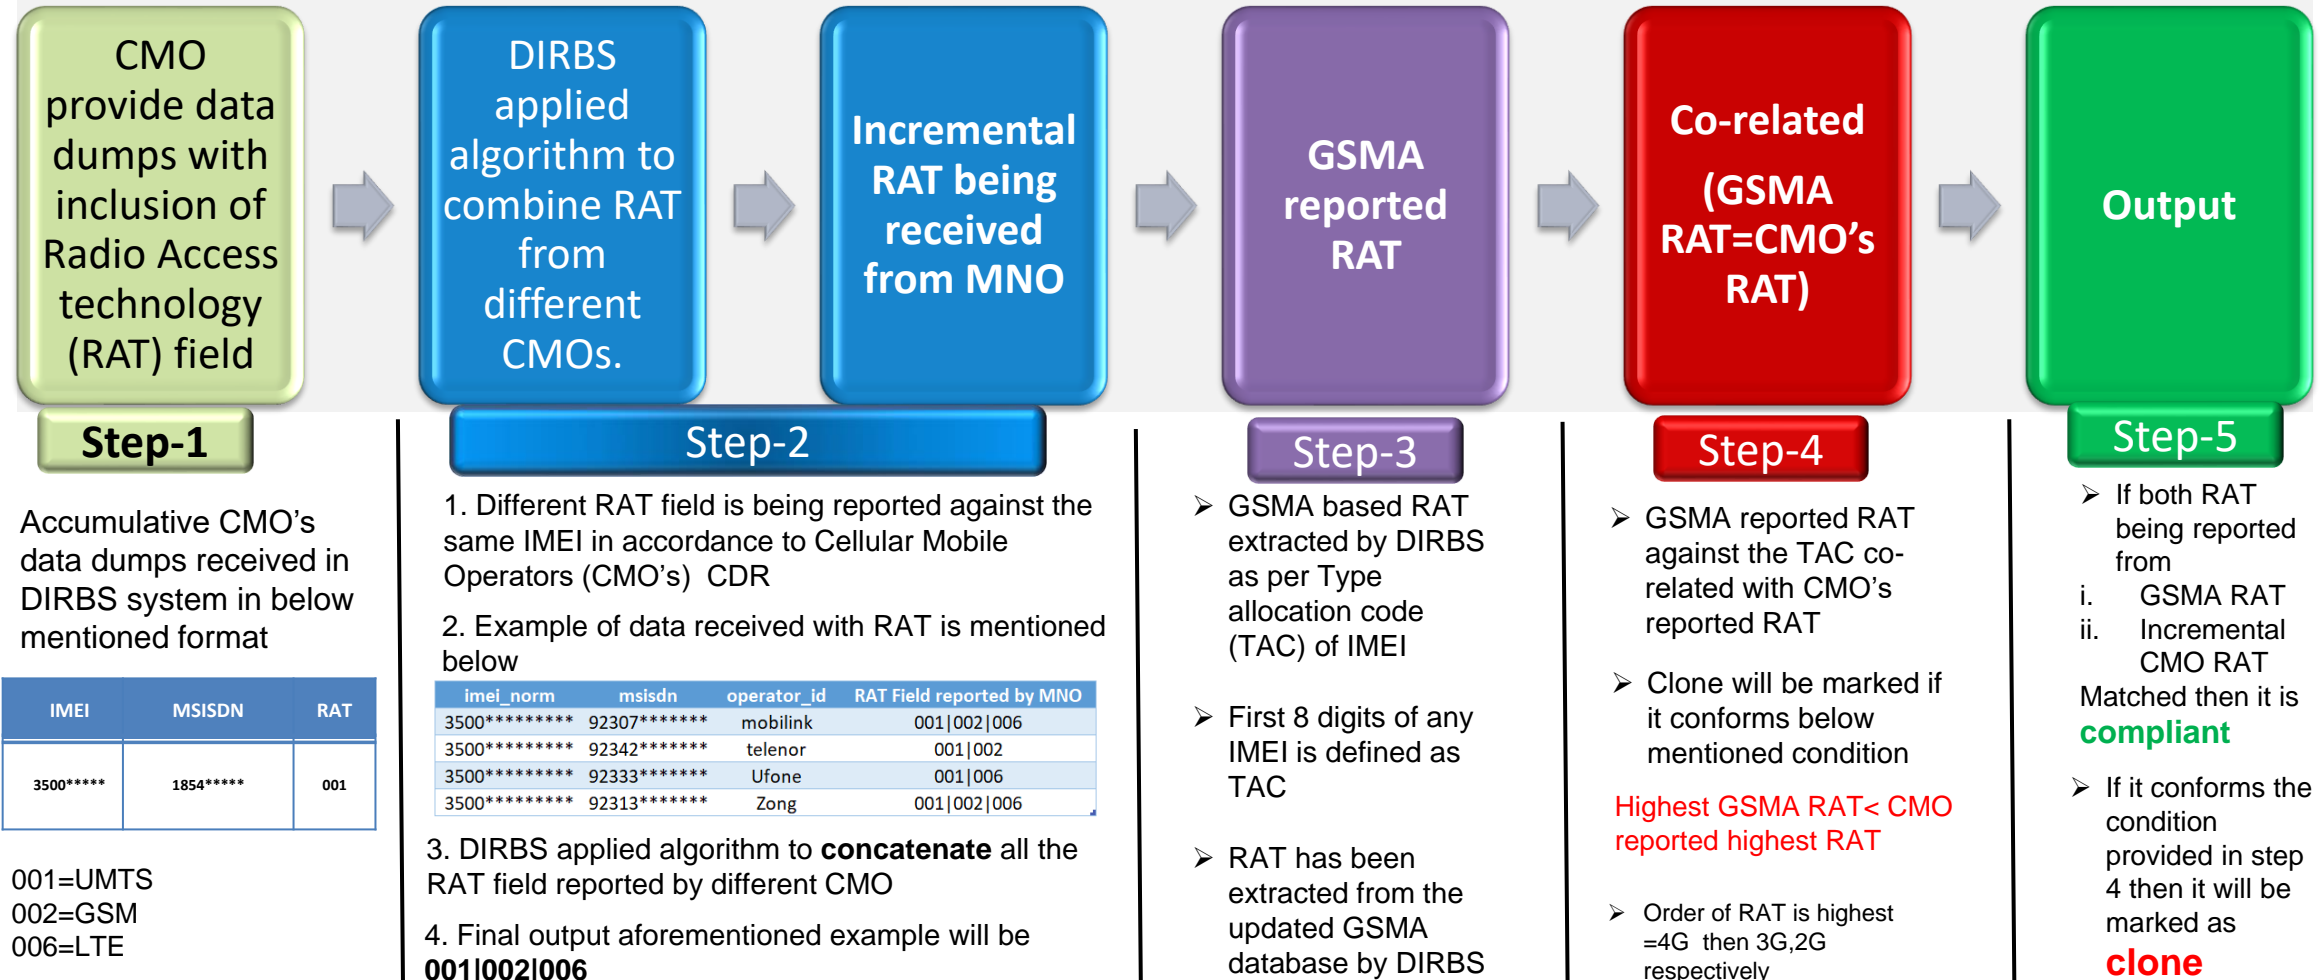 CMO
provide data
dumps with
inclusion of
Radio Access
technology
(RAT) field
DIRBS
applied
algorithm to
combine RAT
from
different
CMOs.
Incremental
RAT being
received
from MNO
GSMA
reported
RAT
Co-related
(GSMA
RAT=CMO’s
RAT)
Output
Step-1
Accumulative CMO’s
data dumps received in
DIRBS system in below
mentioned format
IMEI MSISDN RAT
3500***** 1854***** 001
001=UMTS
002=GSM
006=LTE
Step-2
1. Different RAT field is being reported against the
same IMEI in accordance to Cellular Mobile
Operators (CMO’s) CDR
2. Example of data received with RAT is mentioned
below
imei_norm msisdn operator_id RAT Field reported by MNO
3500********* 92307******* mobilink 001|002|006
3500********* 92342******* telenor 001|002
3500********* 92333******* Ufone 001|006
3500********* 92313******* Zong 001|002|006
3. DIRBS applied algorithm to concatenate all the
RAT field reported by different CMO
4. Final output aforementioned example will be
001|002|006
Step-3
➢ GSMA based RAT
extracted by DIRBS
as per Type
allocation code
(TAC) of IMEI
➢ First 8 digits of any
IMEI is defined as
TAC
➢ RAT has been
extracted from the
updated GSMA
database by DIRBS
Step-4
➢ GSMA reported RAT
against the TAC co-
related with CMO’s
reported RAT
➢ Clone will be marked if
it conforms below
mentioned condition
Highest GSMA RAT< CMO
reported highest RAT
➢ Order of RAT is highest
=4G then 3G,2G
respectively
Step-5
➢ If both RAT
being reported
from
i. GSMA RAT
ii. Incremental
CMO RAT
Matched then it is
compliant
➢ If it conforms the
condition
provided in step
4 then it will be
marked as
clone